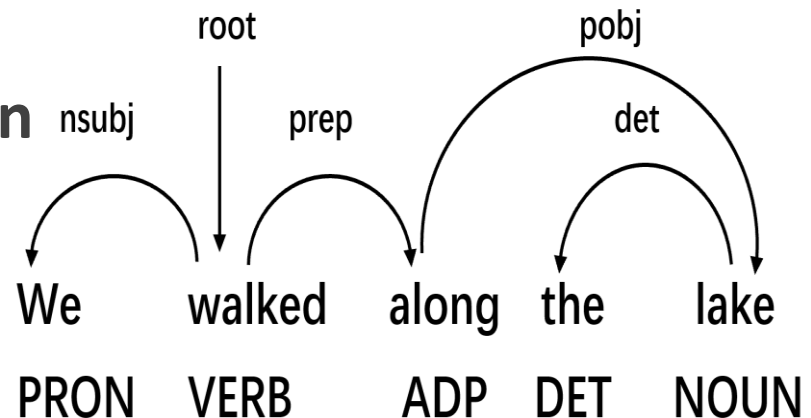 root pobj
n nsubj prep det
We walked along the lake
PRON VERB ADP DET NOUN